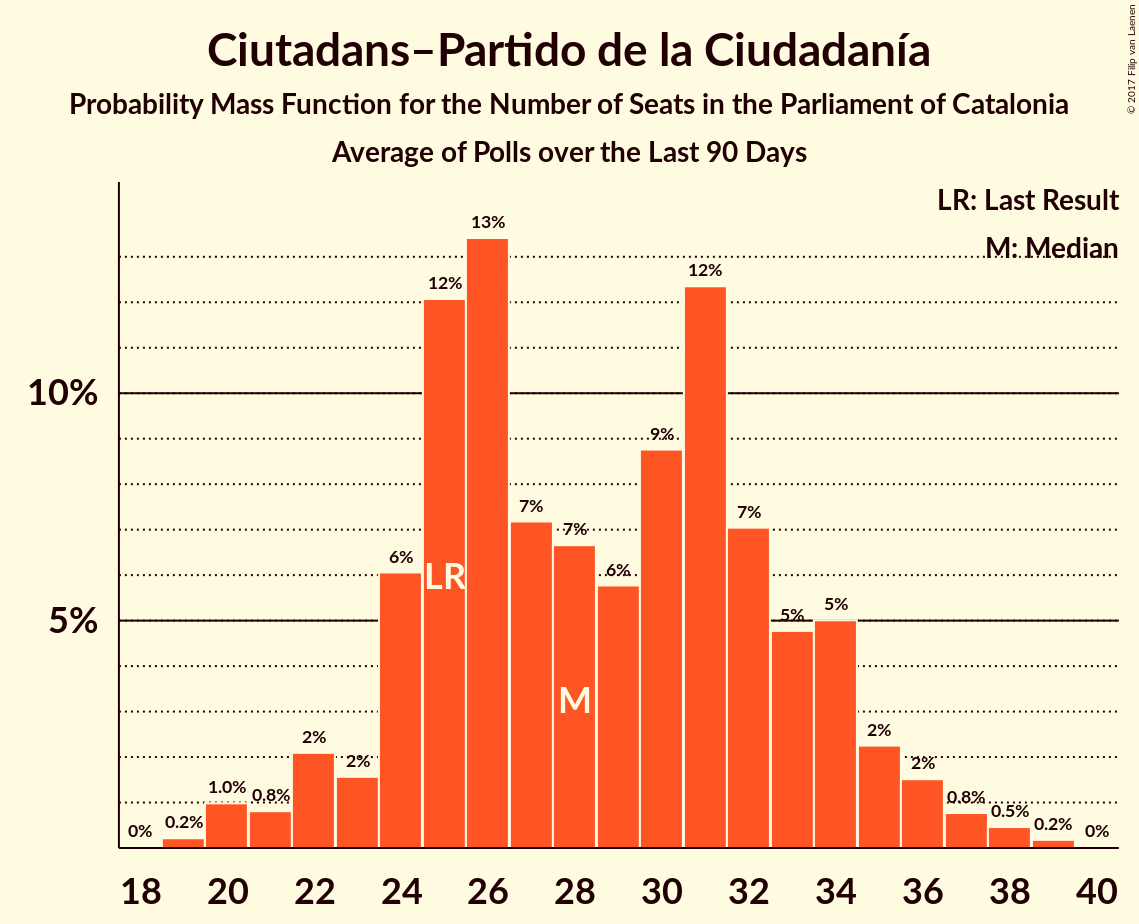 Ciutadans–Partido de la Ciudadanía
Probability Mass Function for the Number of Seats in the Parliament of Catalonia
Average of Polls over the Last 90 Days
© 2017 Filip van Laenen
LR: Last Result
M: Median
10%
5%
0%
0.2%
1.0%
0.8%
2%
2%
6%
12%
13%
7%
7%
6%
9%
12%
7%
5%
5%
2%
2%
0.8%
0.5%
0.2%
0%
LR
M
18 20 22 24 26 28 30 32 34 36 38 40